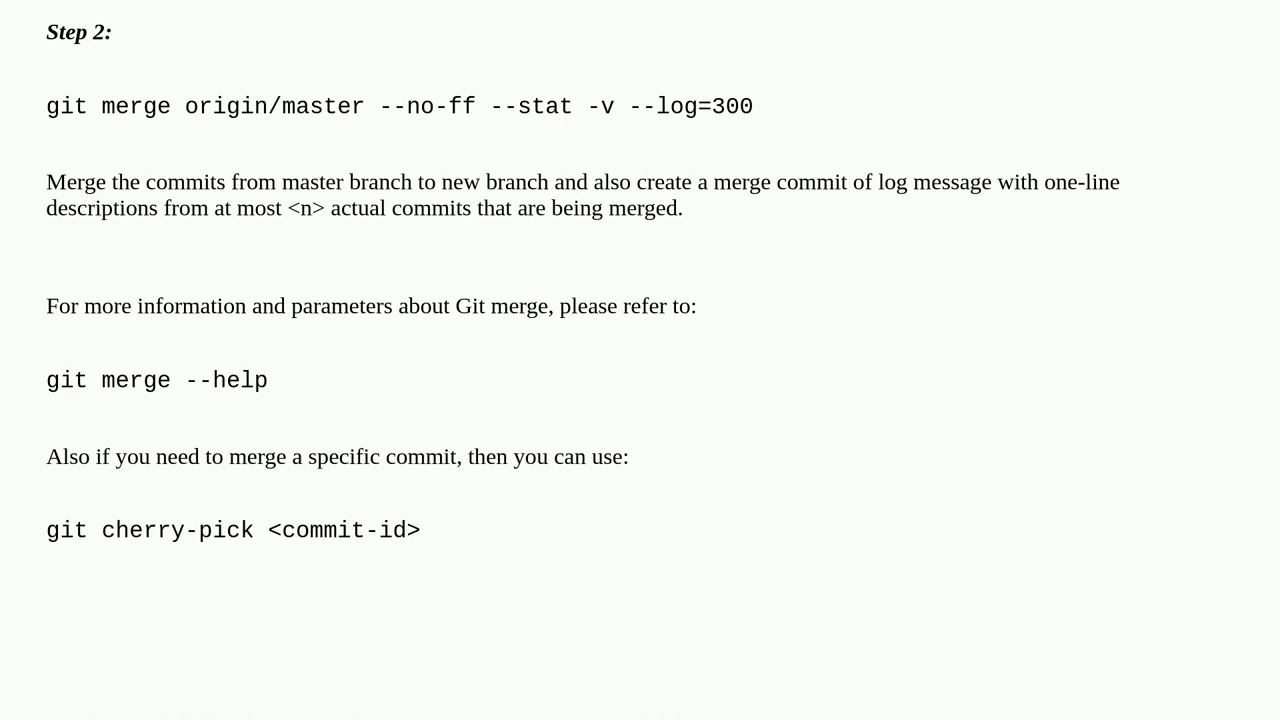 Step 2:
git merge origin/master --no-ff --stat -v --log=300
Merge the commits from master branch to new branch and also create a merge commit of log message with one-line
descriptions from at most <n> actual commits that are being merged.
For more information and parameters about Git merge, please refer to:
git merge --help
Also if you need to merge a specific commit, then you can use:
git cherry-pick <commit-id>